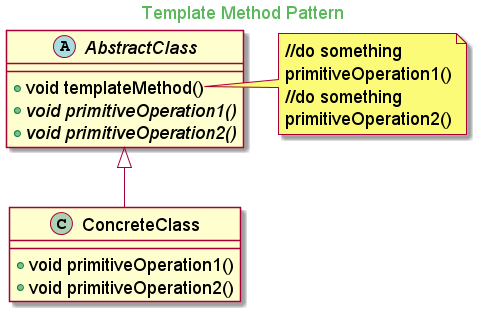 Template Method Pattern
A AbstractClass
void templateMethod()
void primitiveOperation1()
void primitiveOperation2()
//do something
primitiveOperation1()
//do something
primitiveOperation2()
C ConcreteClass
void primitiveOperation1()
void primitiveOperation2()